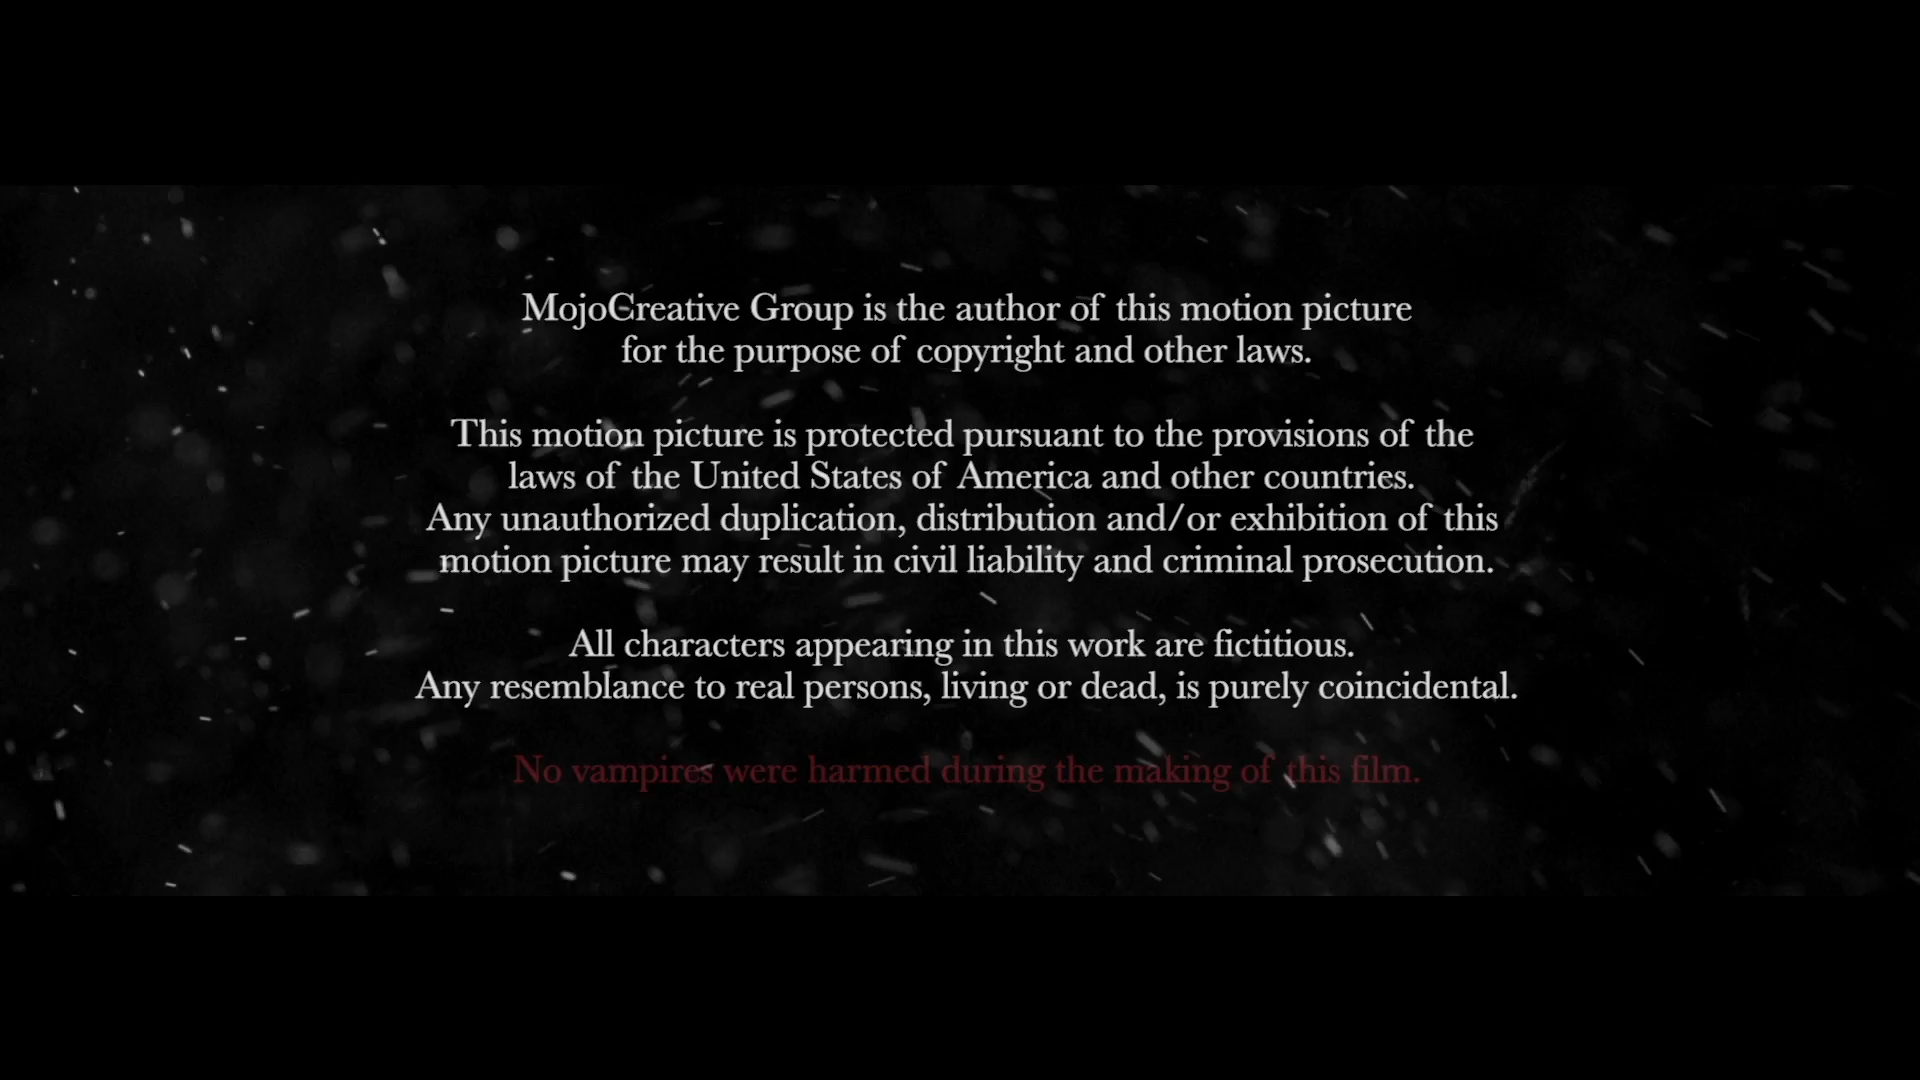 MojoCreative Group is the author of this motion picture
for the purpose of copyright and other laws.
This motion picture is protected pursuant to the provisions of the
laws of the United States of America and other countries.
Any unauthorized duplication, distribution and/or exhibition of this
motion picture may result in civil liability and criminal prosecution.
All characters appearing in this work are fictitious.
Any resemblance to real persons, living or dead, is purely coincidental.
No vampires were harmed during the making of this film.